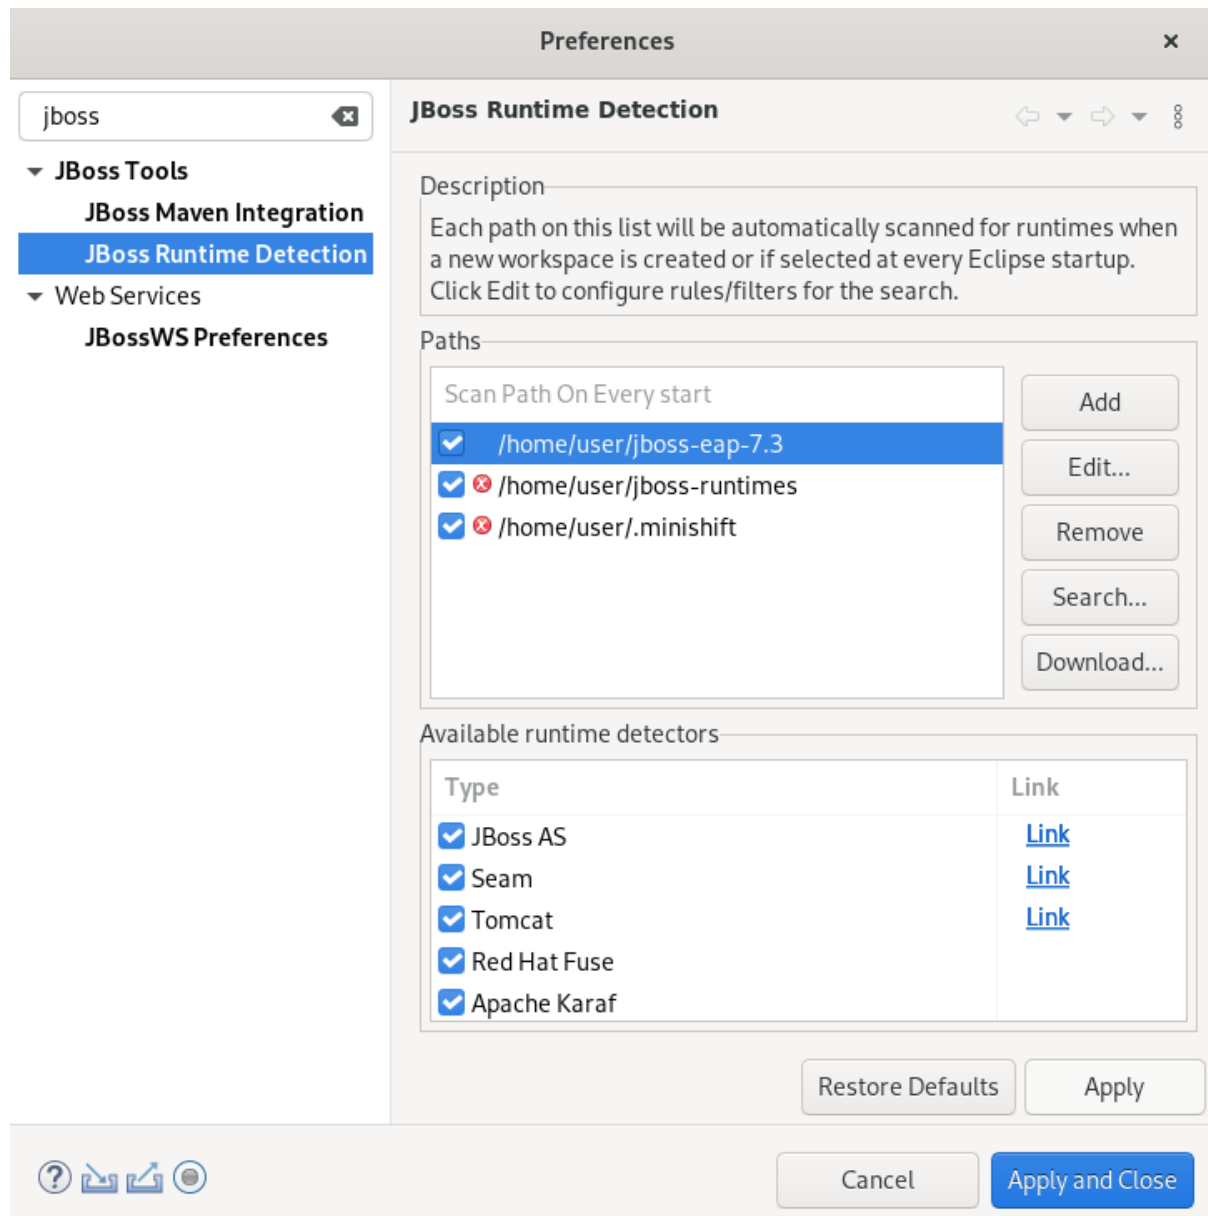 Preferences
jboss
JBoss Tools
JBoss Maven Integration
JBoss Runtime Detection
Web Services
JBossWS Preferences
JBoss Runtime Detection
Description
Each path on this list will be automatically scanned for runtimes when
a new workspace is created or if selected at every Eclipse startup.
Click Edit to configure rules/filters for the search.
Paths
Scan Path On Every start
/home/user/jboss-eap-7.3
/home/user/jboss-runtimes
/home/user/.minishift
Add
Edit...
Remove
Search...
Download...
Available runtime detectors
Type Link
JBoss AS Link
Seam Link
Tomcat Link
Red Hat Fuse
Apache Karaf
Restore Defaults Apply
Cancel Apply and Close